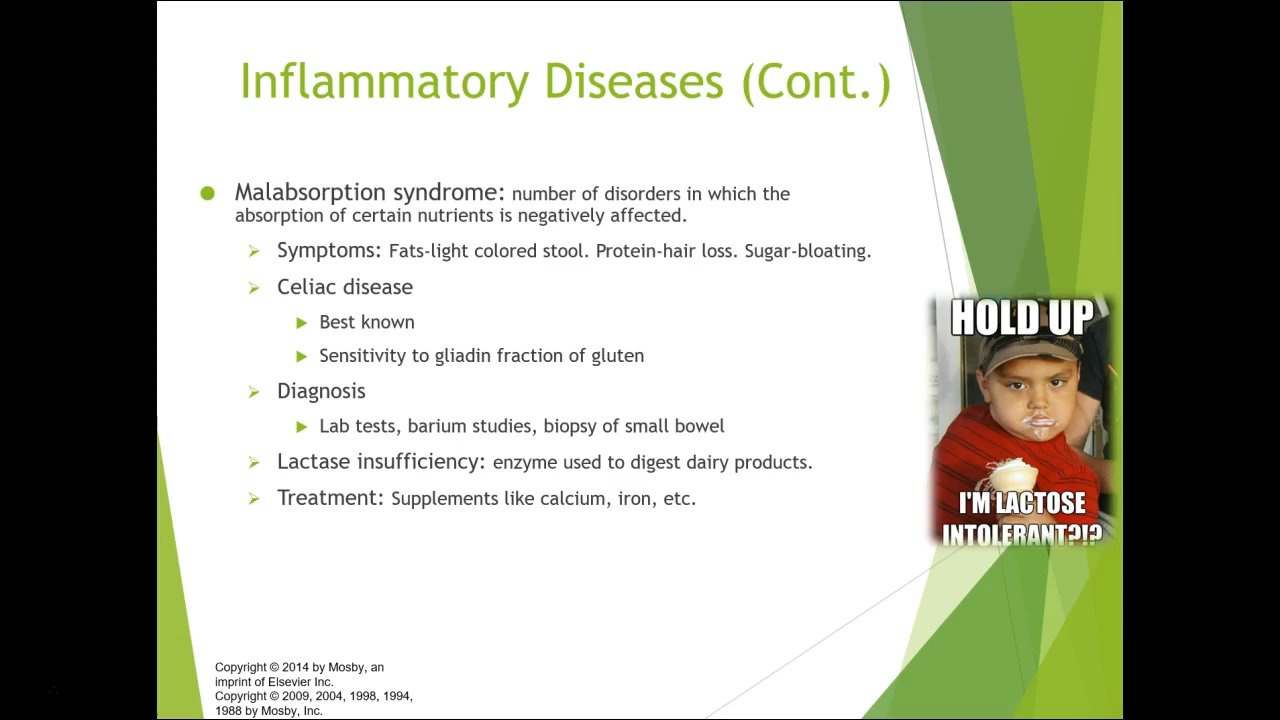 Inflammatory Diseases (Cont.)
Malabsorption syndrome: number of disorders in which the
absorption of certain nutrients is negatively affected.
Symptoms: Fats-light colored stool. Protein-hair loss. Sugar-bloating.
Celiac disease
Best known
Sensitivity to gliadin fraction of gluten
Diagnosis
Lab tests, barium studies, biopsy of small bowel
Lactase insufficiency: enzyme used to digest dairy products.
Treatment: Supplements like calcium, iron, etc.
HOLD UP
I'M LACTOSE
INTOLERANT?!?
Copyright © 2014 by Mosby, an
imprint of Elsevier Inc.
Copyright © 2009, 2004, 1998, 1994,
1988 by Mosby, Inc.